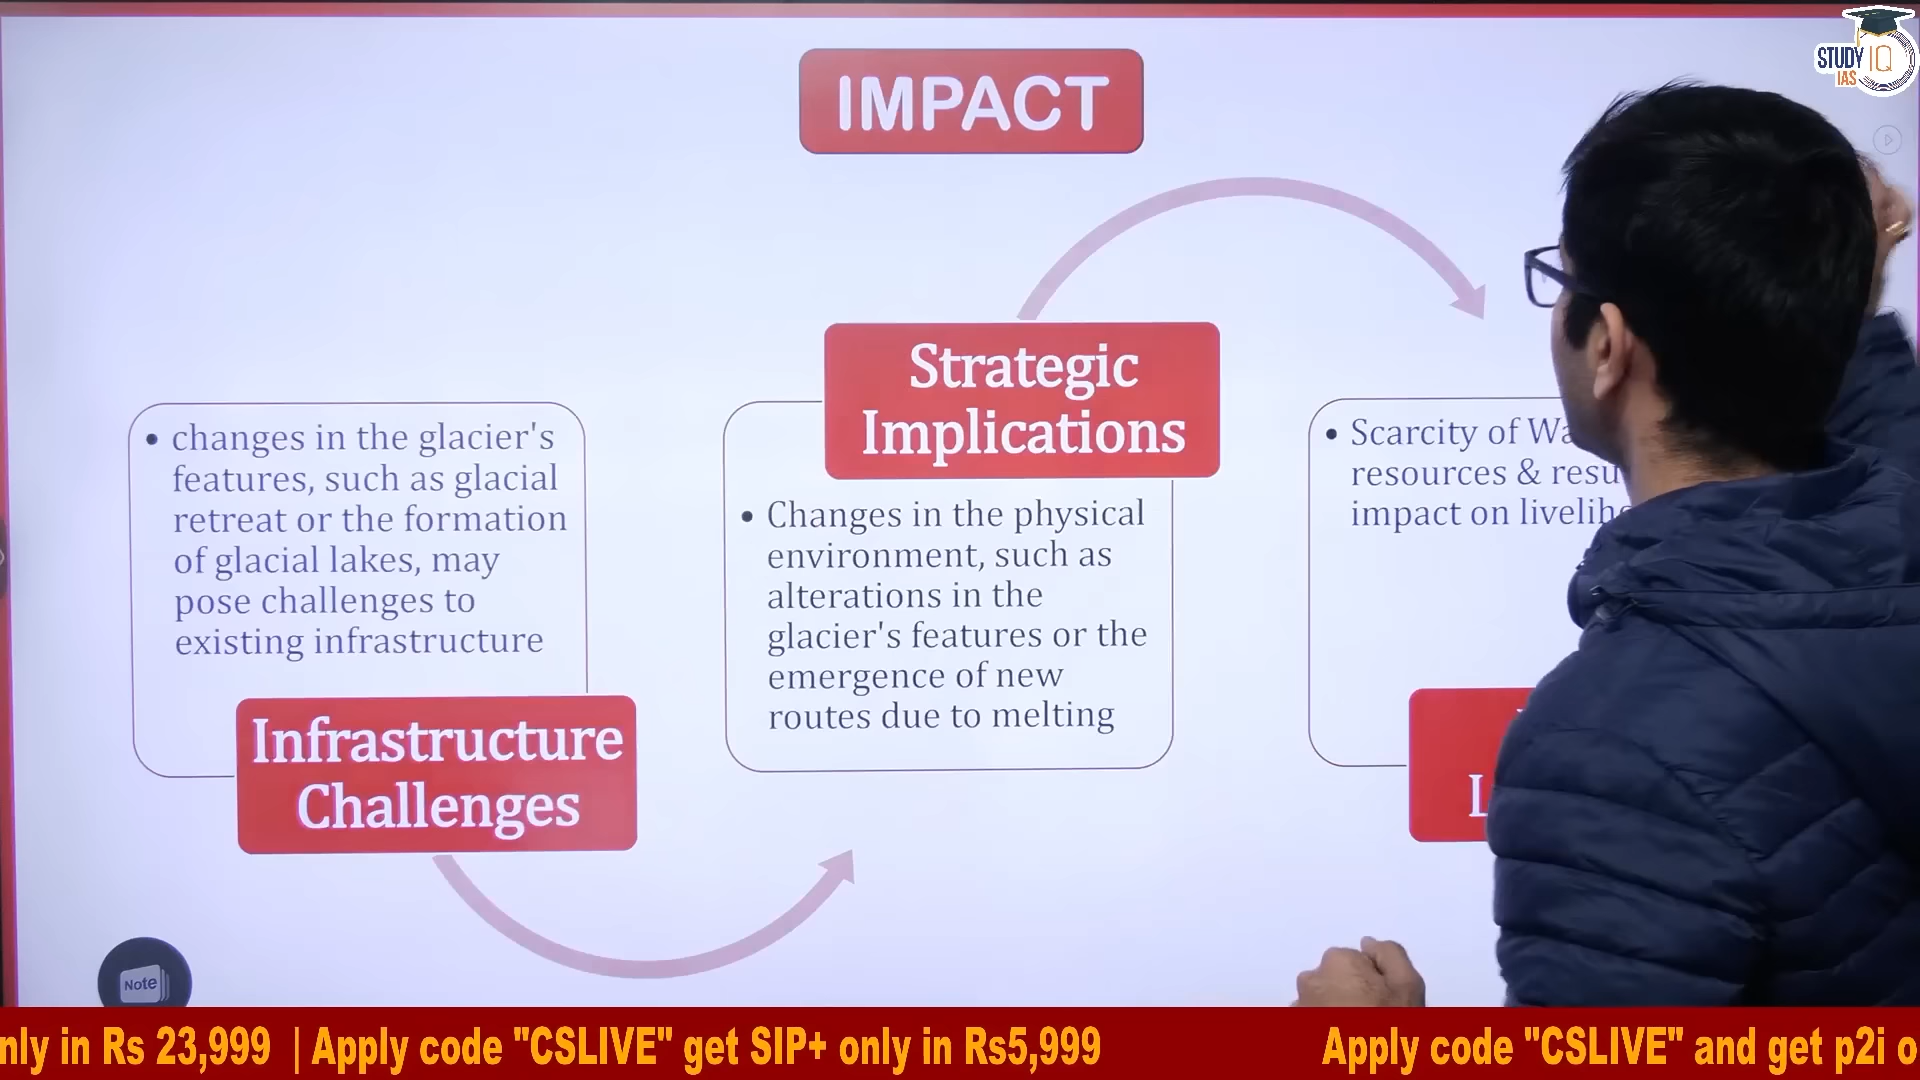 IMPACT
STUDY IQ
IAS
Strategic
Implications
• changes in the glacier's
features, such as glacial
retreat or the formation
of glacial lakes, may
pose challenges to
existing infrastructure
Infrastructure
Challenges
• Changes in the physical
environment, such as
alterations in the
glacier's features or the
emergence of new
routes due to melting
• Scarcity of
resources &
impact on
Note
only in Rs 23,999 | Apply code "CSLIVE" get SIP+ only in Rs5,999
Apply code "CSLIVE" and get p2i